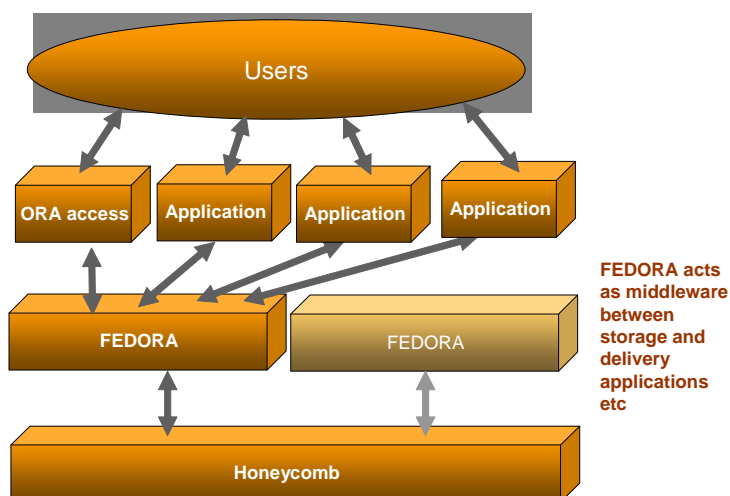 Users
ORA access
Application
Application
Application
FEDORA
FEDORA
FEDORA acts
as middleware
between
storage and
delivery
applications
etc
Honeycomb